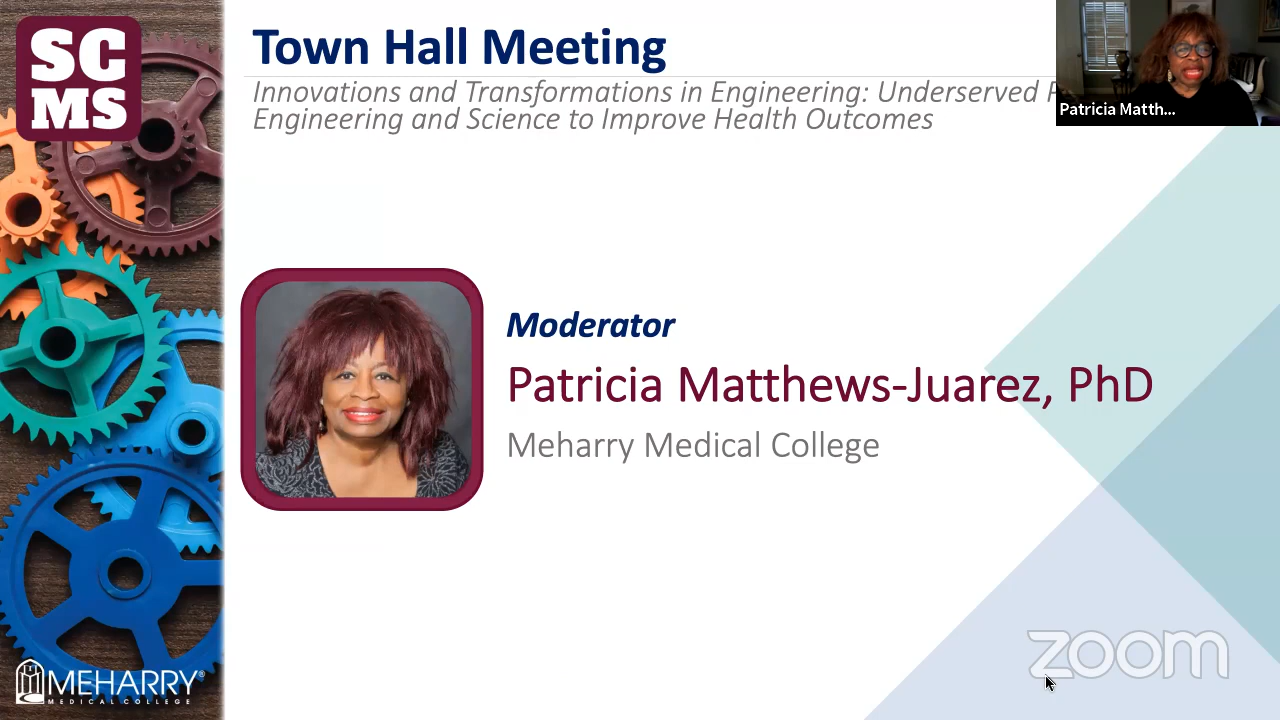 SC
MS
Town Hall Meeting
Innovations and Transformations in Engineering: Underserved
Engineering and Science to Improve Health Outcomes
Patricia Matth...
Moderator
Patricia Matthews-Juarez, PhD
Meharry Medical College
zoom
MEHARRY®
MEDICAL COLLEGE